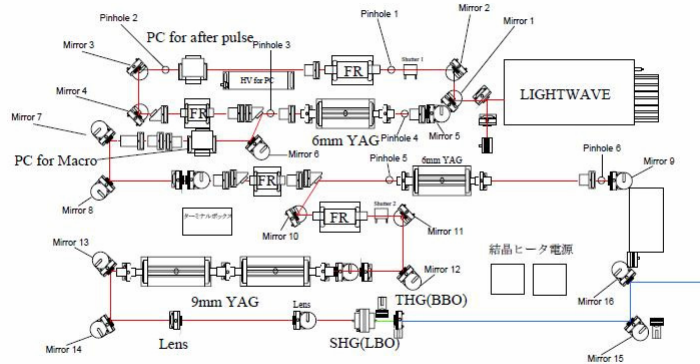 Pinhole 2
PC for after pulse
Pinhole 3
Pinhole 1
Mirror 2
Mirror 1
Mirror 3
Shutter 1
HV for PC
FR
LIGHTWAVE
Mirror 4
Mirror 7
FR
6mm YAG
Pinhole 4
Mirror 5
PC for Macro
Mirror 6
Pinhole 5
6mm YAG
Pinhole 6
Mirror 9
Mirror 8
FR
ターミナルボックス
Mirror 10
FR
Shutter 2
Mirror 11
Mirror 13
結晶ヒータ電源
Mirror 12
9mm YAG
THG(BBO)
Mirror 16
Lens
Mirror 14
Lens
SHG(LBO)
Mirror 15